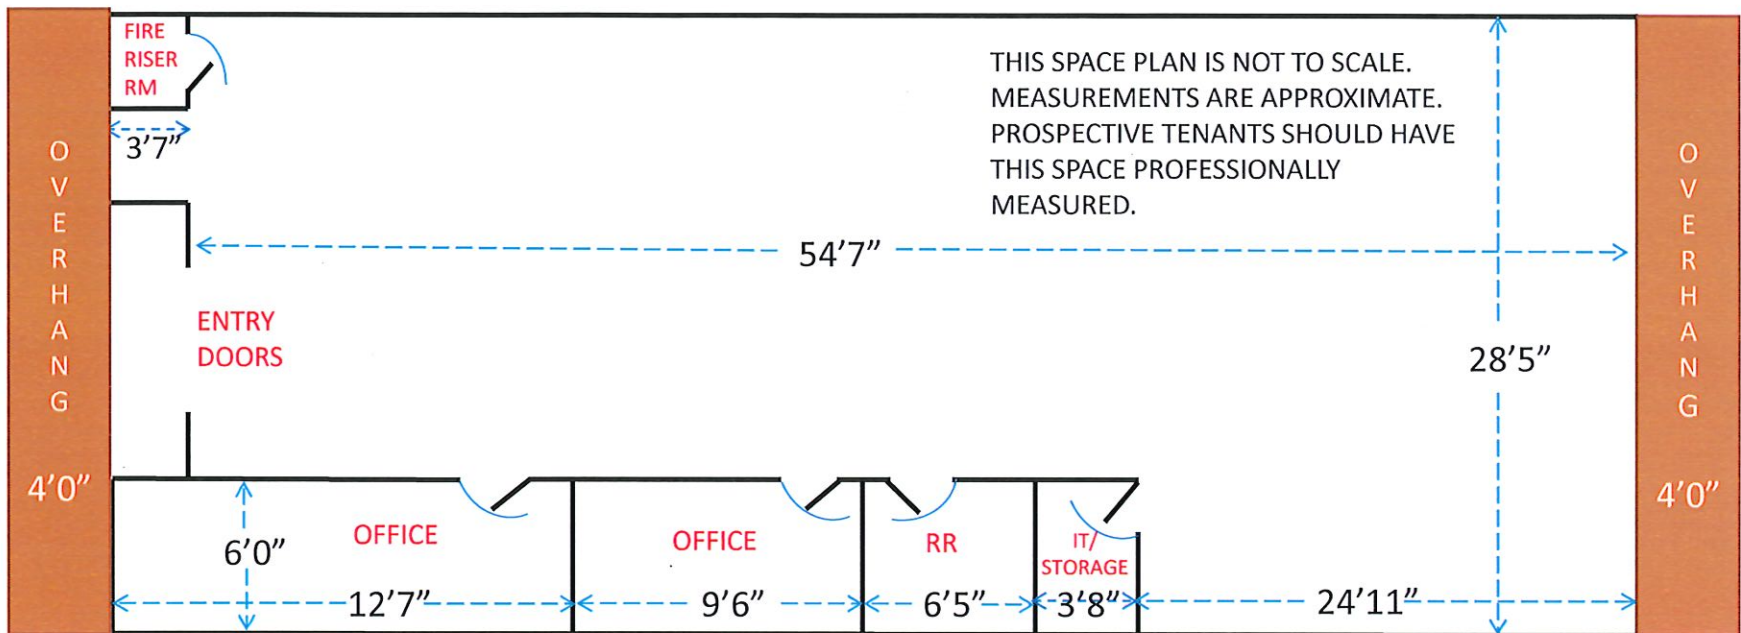 FIRE
RISER
RM
3’7”
THIS SPACE PLAN IS NOT TO SCALE.
MEASUREMENTS ARE APPROXIMATE.
PROSPECTIVE TENANTS SHOULD HAVE
THIS SPACE PROFESSIONALLY
MEASURED.
OVERHANG
4’0”
54’7”
ENTRY
DOORS
28’5”
OVERHANG
4’0”
6’0”
OFFICE
12’7”
OFFICE
9’6”
RR
6’5”
IT/
STORAGE
3’8”
24’11”